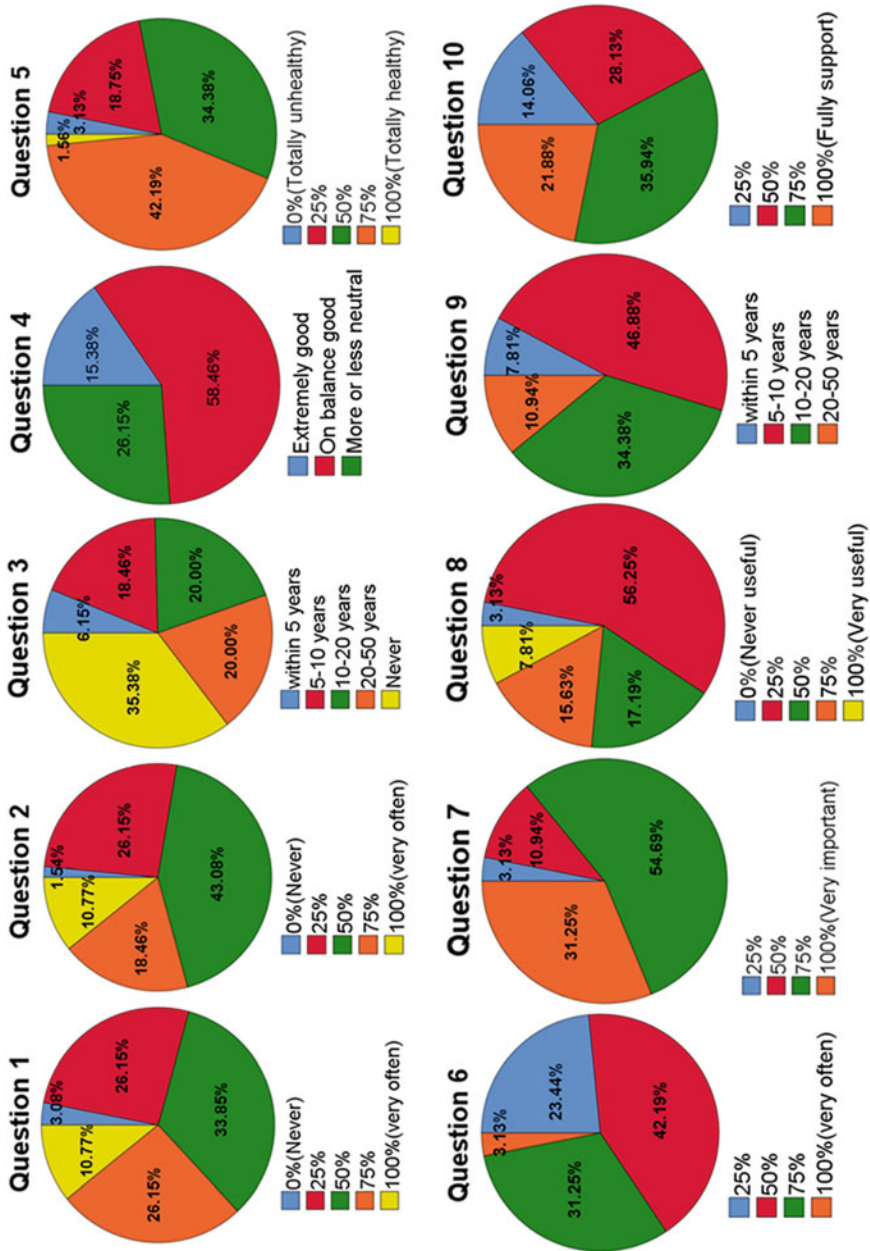 Question 1
3.08%
26.15%
33.85%
26.15%
10.77%
0%(Never)
25%
50%
75%
100%(very often)
Question 2
1.54%
26.15%
43.08%
18.46%
10.77%
0%(Never)
25%
50%
75%
100%(very often)
Question 3
6.15%
18.46%
20.00%
20.00%
35.38%
within 5 years
5-10 years
10-20 years
20-50 years
Never
Question 4
15.38%
58.46%
26.15%
Extremely good
On balance good
More or less neutral
Question 5
3.13%
18.75%
34.38%
42.19%
1.56%
0%(Totally unhealthy)
25%
50%
75%
100%(Totally healthy)
Question 6
23.44%
42.19%
31.25%
3.13%
25%
50%
75%
100%(very often)
Question 7
3.13%
10.94%
54.69%
31.25%
25%
50%
75%
100%(Very important)
Question 8
3.13%
56.25%
17.19%
15.63%
7.81%
0%(Never useful)
25%
50%
75%
100%(Very useful)
Question 9
7.81%
46.88%
34.38%
10.94%
within 5 years
5-10 years
10-20 years
20-50 years
Question 10
14.06%
28.13%
35.94%
21.88%
25%
50%
75%
100%(Fully support)